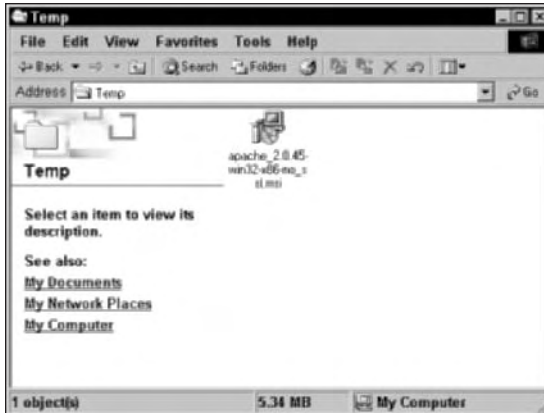 Temp
File Edit View Favorites Tools Help
Back Search Folders
Address Temp Go
apache_2.0.45-
win32-x86-no_s
sl.msi
Temp
Select an item to view its
description.
See also:
My Documents
My Network Places
My Computer
1 object(s) 5.34 MB My Computer